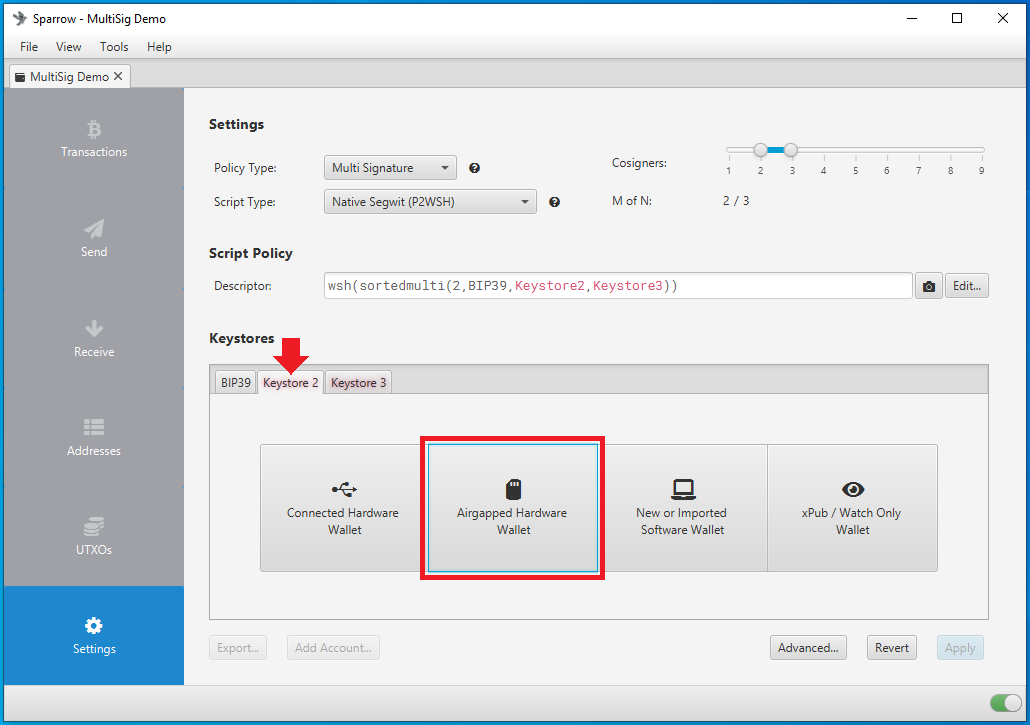 Sparrow - MultiSig Demo
File View Tools Help
MultiSig Demo
Transactions
Send
Receive
Addresses
UTXOs
Settings
Settings
Policy Type: Multi Signature
Script Type: Native Segwit (P2WSH)
Cosigners:
1 2 3 4 5 6 7 8 9
M of N: 2 / 3
Script Policy
Descriptor: wsh(sortedmulti(2,BIP39,Keystore2,Keystore3)) Edit...
Keystores
BIP39 Keystore 2 Keystore 3
Connected Hardware
Wallet
Airgapped Hardware
Wallet
New or Imported
Software Wallet
xPub / Watch Only
Wallet
Export... Add Account... Advanced... Revert Apply